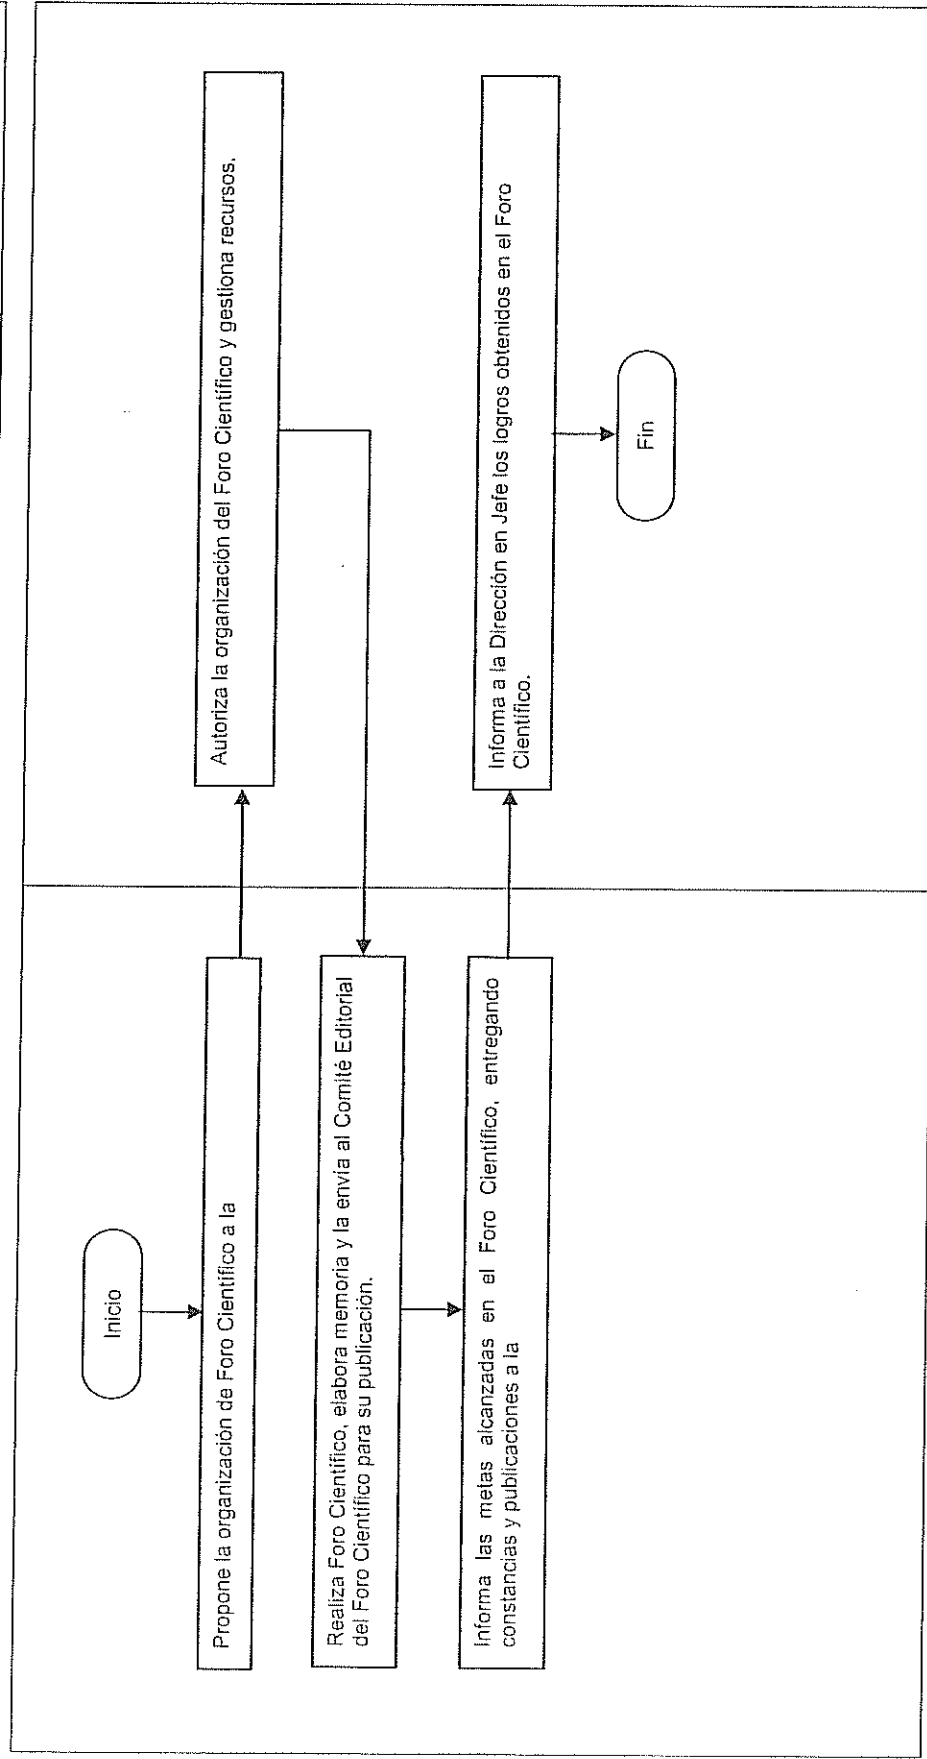 Inicio
Propone la organización de Foro Científico a la
Autoriza la organización del Foro Científico y gestiona recursos.
Realiza Foro Científico, elabora memoria y la envía al Comité Editorial
del Foro Científico para su publicación.
Informa las metas alcanzadas en el Foro Científico, entregando
constancias y publicaciones a la
Informa a la Dirección en Jefe los logros obtenidos en el Foro
Científico.
Fin